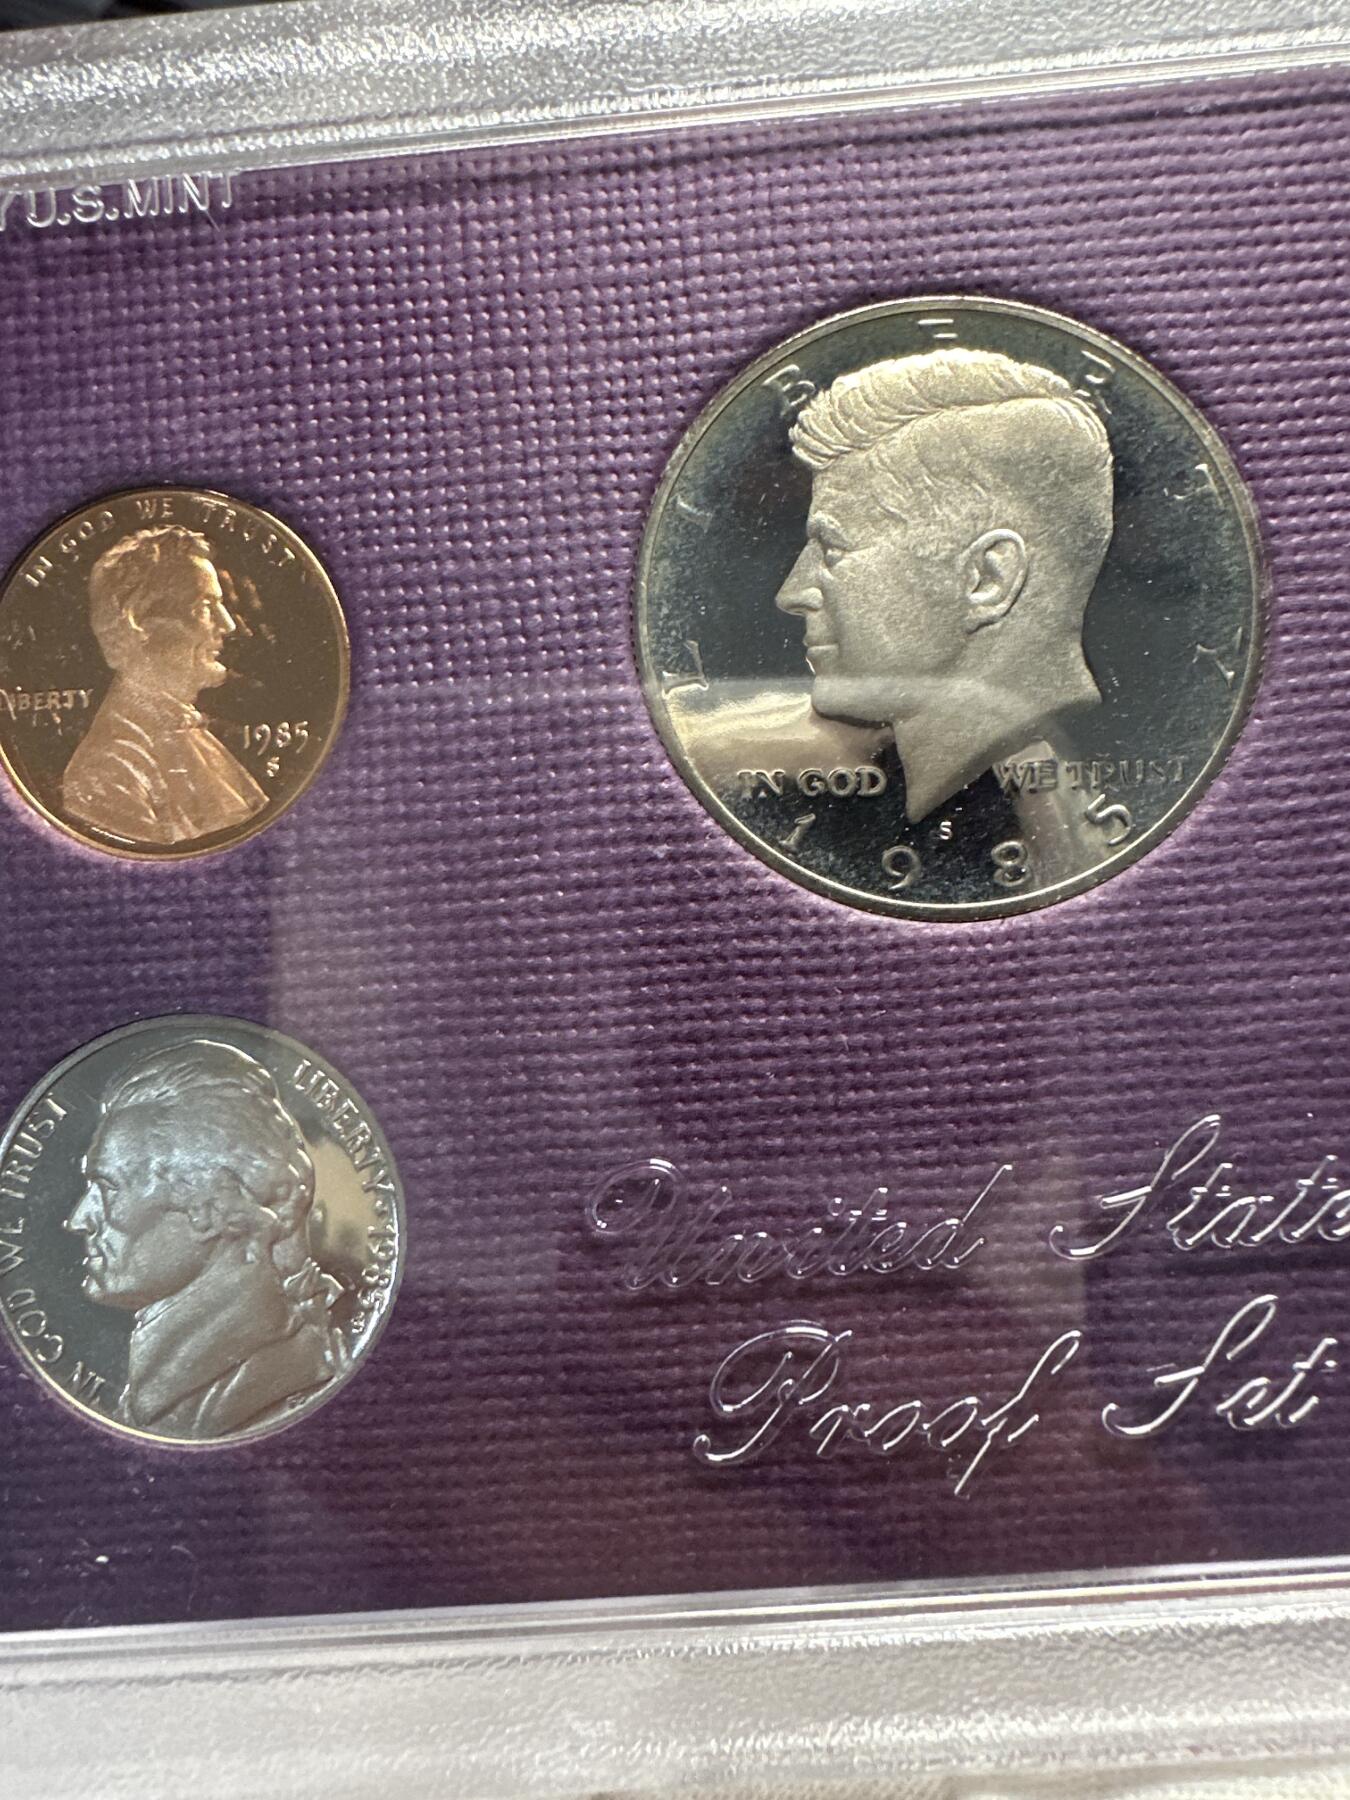 U.S.MINT
LIBERTY
IN GOD WE TRUST
S
1985
IN GOD WE TRUST
LIBERTY
1985
S
IN GOD WE TRUST
LIBERTY 1985
United State
Proof Set